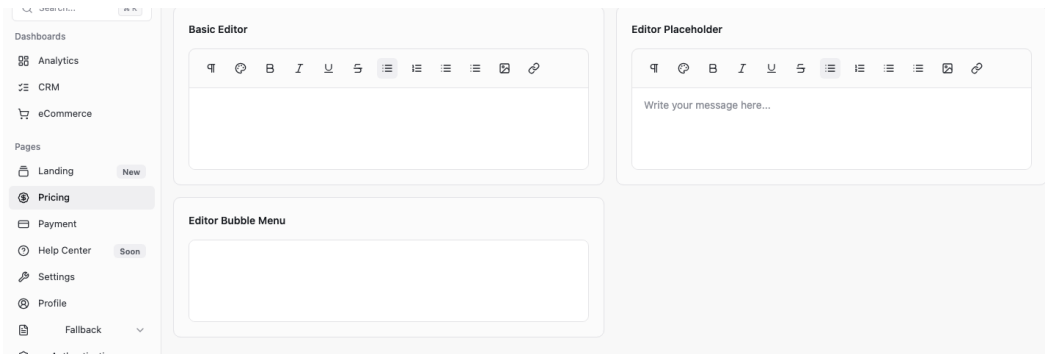 Search...
⌘ K
Dashboards
Analytics
CRM
eCommerce
Pages
Landing New
Pricing
Payment
Help Center Soon
Settings
Profile
Fallback
Basic Editor
Editor Placeholder
Write your message here...
Editor Bubble Menu